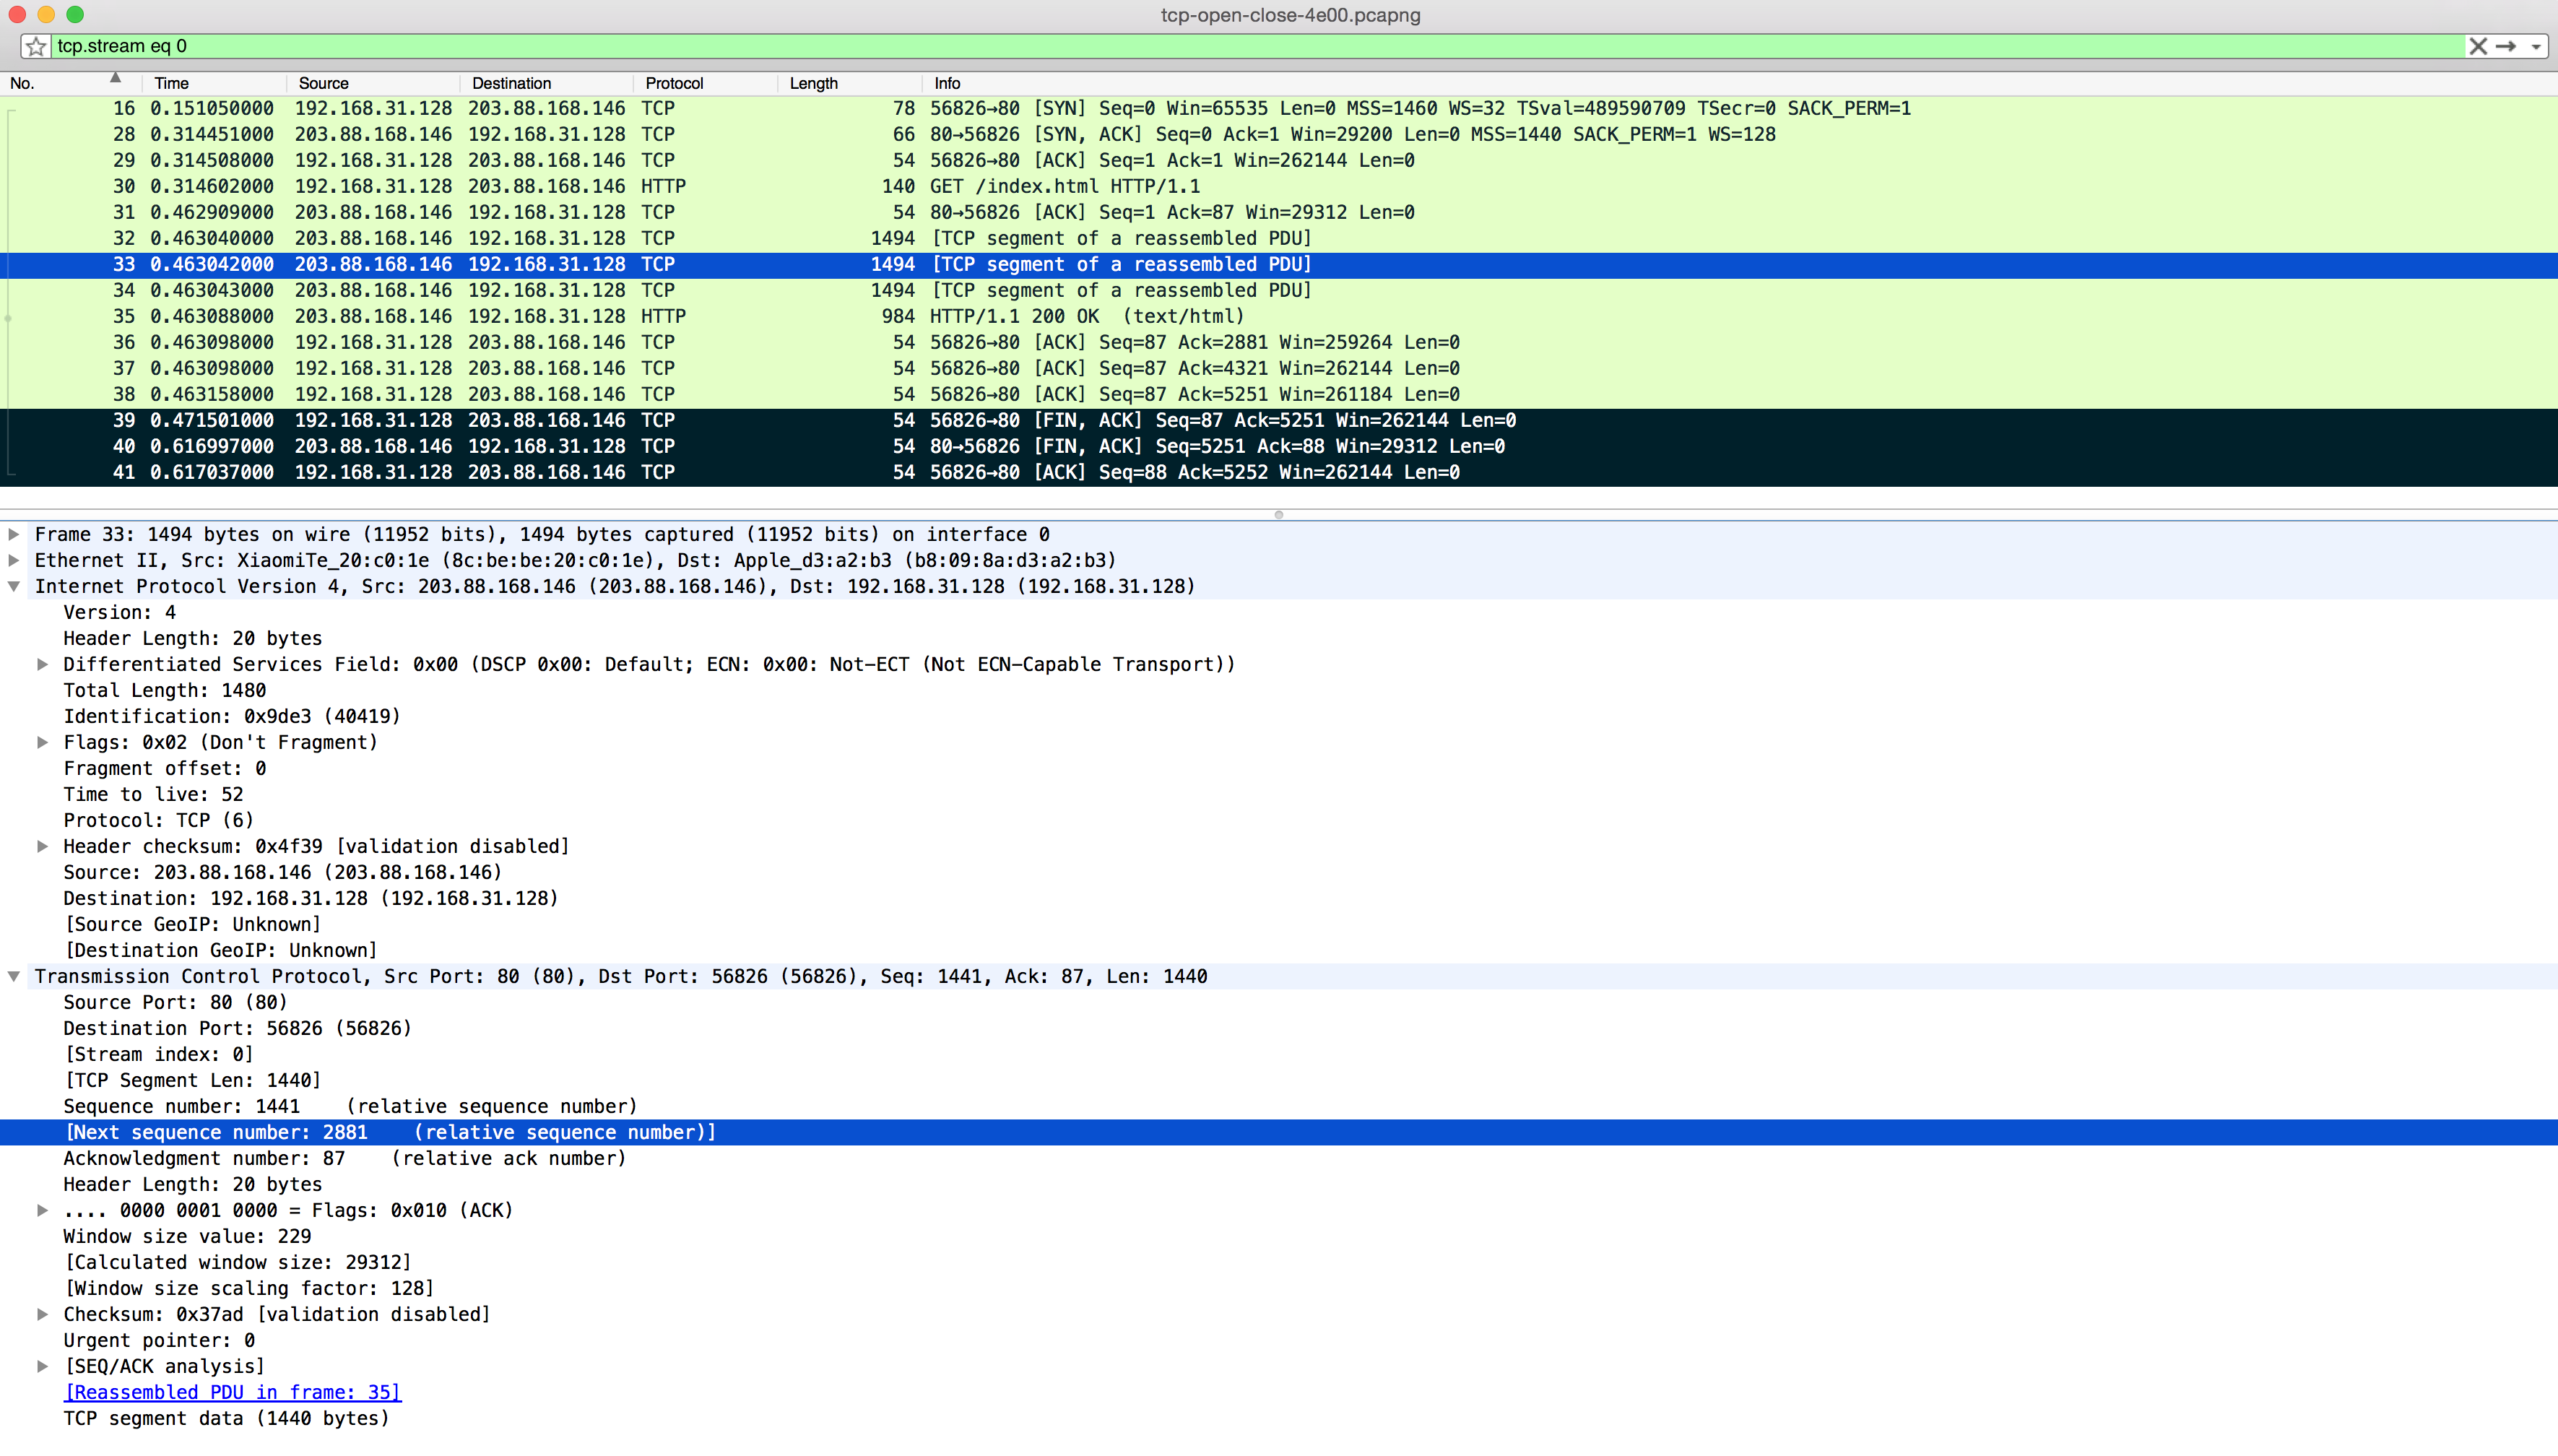 tcp-open-close-4e00.pcapng
tcp.stream eq 0
No. Time Source Destination Protocol Length Info
16 0.151050000 192.168.31.128 203.88.168.146 TCP 78 56826→80 [SYN] Seq=0 Win=65535 Len=0 MSS=1460 WS=32 TSval=489590709 TSecr=0 SACK_PERM=1
28 0.314451000 203.88.168.146 192.168.31.128 TCP 66 80→56826 [SYN, ACK] Seq=0 Ack=1 Win=29200 Len=0 MSS=1440 SACK_PERM=1 WS=128
29 0.314508000 192.168.31.128 203.88.168.146 TCP 54 56826→80 [ACK] Seq=1 Ack=1 Win=262144 Len=0
30 0.314602000 192.168.31.128 203.88.168.146 HTTP 140 GET /index.html HTTP/1.1
31 0.462909000 203.88.168.146 192.168.31.128 TCP 54 80→56826 [ACK] Seq=1 Ack=87 Win=29312 Len=0
32 0.463040000 203.88.168.146 192.168.31.128 TCP 1494 [TCP segment of a reassembled PDU]
33 0.463042000 203.88.168.146 192.168.31.128 TCP 1494 [TCP segment of a reassembled PDU]
34 0.463043000 203.88.168.146 192.168.31.128 TCP 1494 [TCP segment of a reassembled PDU]
35 0.463088000 203.88.168.146 192.168.31.128 HTTP 984 HTTP/1.1 200 OK (text/html)
36 0.463098000 192.168.31.128 203.88.168.146 TCP 54 56826→80 [ACK] Seq=87 Ack=2881 Win=259264 Len=0
37 0.463098000 192.168.31.128 203.88.168.146 TCP 54 56826→80 [ACK] Seq=87 Ack=4321 Win=262144 Len=0
38 0.463158000 192.168.31.128 203.88.168.146 TCP 54 56826→80 [ACK] Seq=87 Ack=5251 Win=261184 Len=0
39 0.471501000 192.168.31.128 203.88.168.146 TCP 54 56826→80 [FIN, ACK] Seq=87 Ack=5251 Win=262144 Len=0
40 0.616997000 203.88.168.146 192.168.31.128 TCP 54 80→56826 [FIN, ACK] Seq=5251 Ack=88 Win=29312 Len=0
41 0.617037000 192.168.31.128 203.88.168.146 TCP 54 56826→80 [ACK] Seq=88 Ack=5252 Win=262144 Len=0
Frame 33: 1494 bytes on wire (11952 bits), 1494 bytes captured (11952 bits) on interface 0
Ethernet II, Src: XiaomiTe_20:c0:1e (8c:be:be:20:c0:1e), Dst: Apple_d3:a2:b3 (b8:09:8a:d3:a2:b3)
Internet Protocol Version 4, Src: 203.88.168.146 (203.88.168.146), Dst: 192.168.31.128 (192.168.31.128)
Version: 4
Header Length: 20 bytes
Differentiated Services Field: 0x00 (DSCP 0x00: Default; ECN: 0x00: Not-ECT (Not ECN-Capable Transport))
Total Length: 1480
Identification: 0x9de3 (40419)
Flags: 0x02 (Don't Fragment)
Fragment offset: 0
Time to live: 52
Protocol: TCP (6)
Header checksum: 0x4f39 [validation disabled]
Source: 203.88.168.146 (203.88.168.146)
Destination: 192.168.31.128 (192.168.31.128)
[Source GeoIP: Unknown]
[Destination GeoIP: Unknown]
Transmission Control Protocol, Src Port: 80 (80), Dst Port: 56826 (56826), Seq: 1441, Ack: 87, Len: 1440
Source Port: 80 (80)
Destination Port: 56826 (56826)
[Stream index: 0]
[TCP Segment Len: 1440]
Sequence number: 1441 (relative sequence number)
[Next sequence number: 2881 (relative sequence number)]
Acknowledgment number: 87 (relative ack number)
Header Length: 20 bytes
.... 0000 0001 0000 = Flags: 0x010 (ACK)
Window size value: 229
[Calculated window size: 29312]
[Window size scaling factor: 128]
Checksum: 0x37ad [validation disabled]
Urgent pointer: 0
[SEQ/ACK analysis]
[Reassembled PDU in frame: 35]
TCP segment data (1440 bytes)